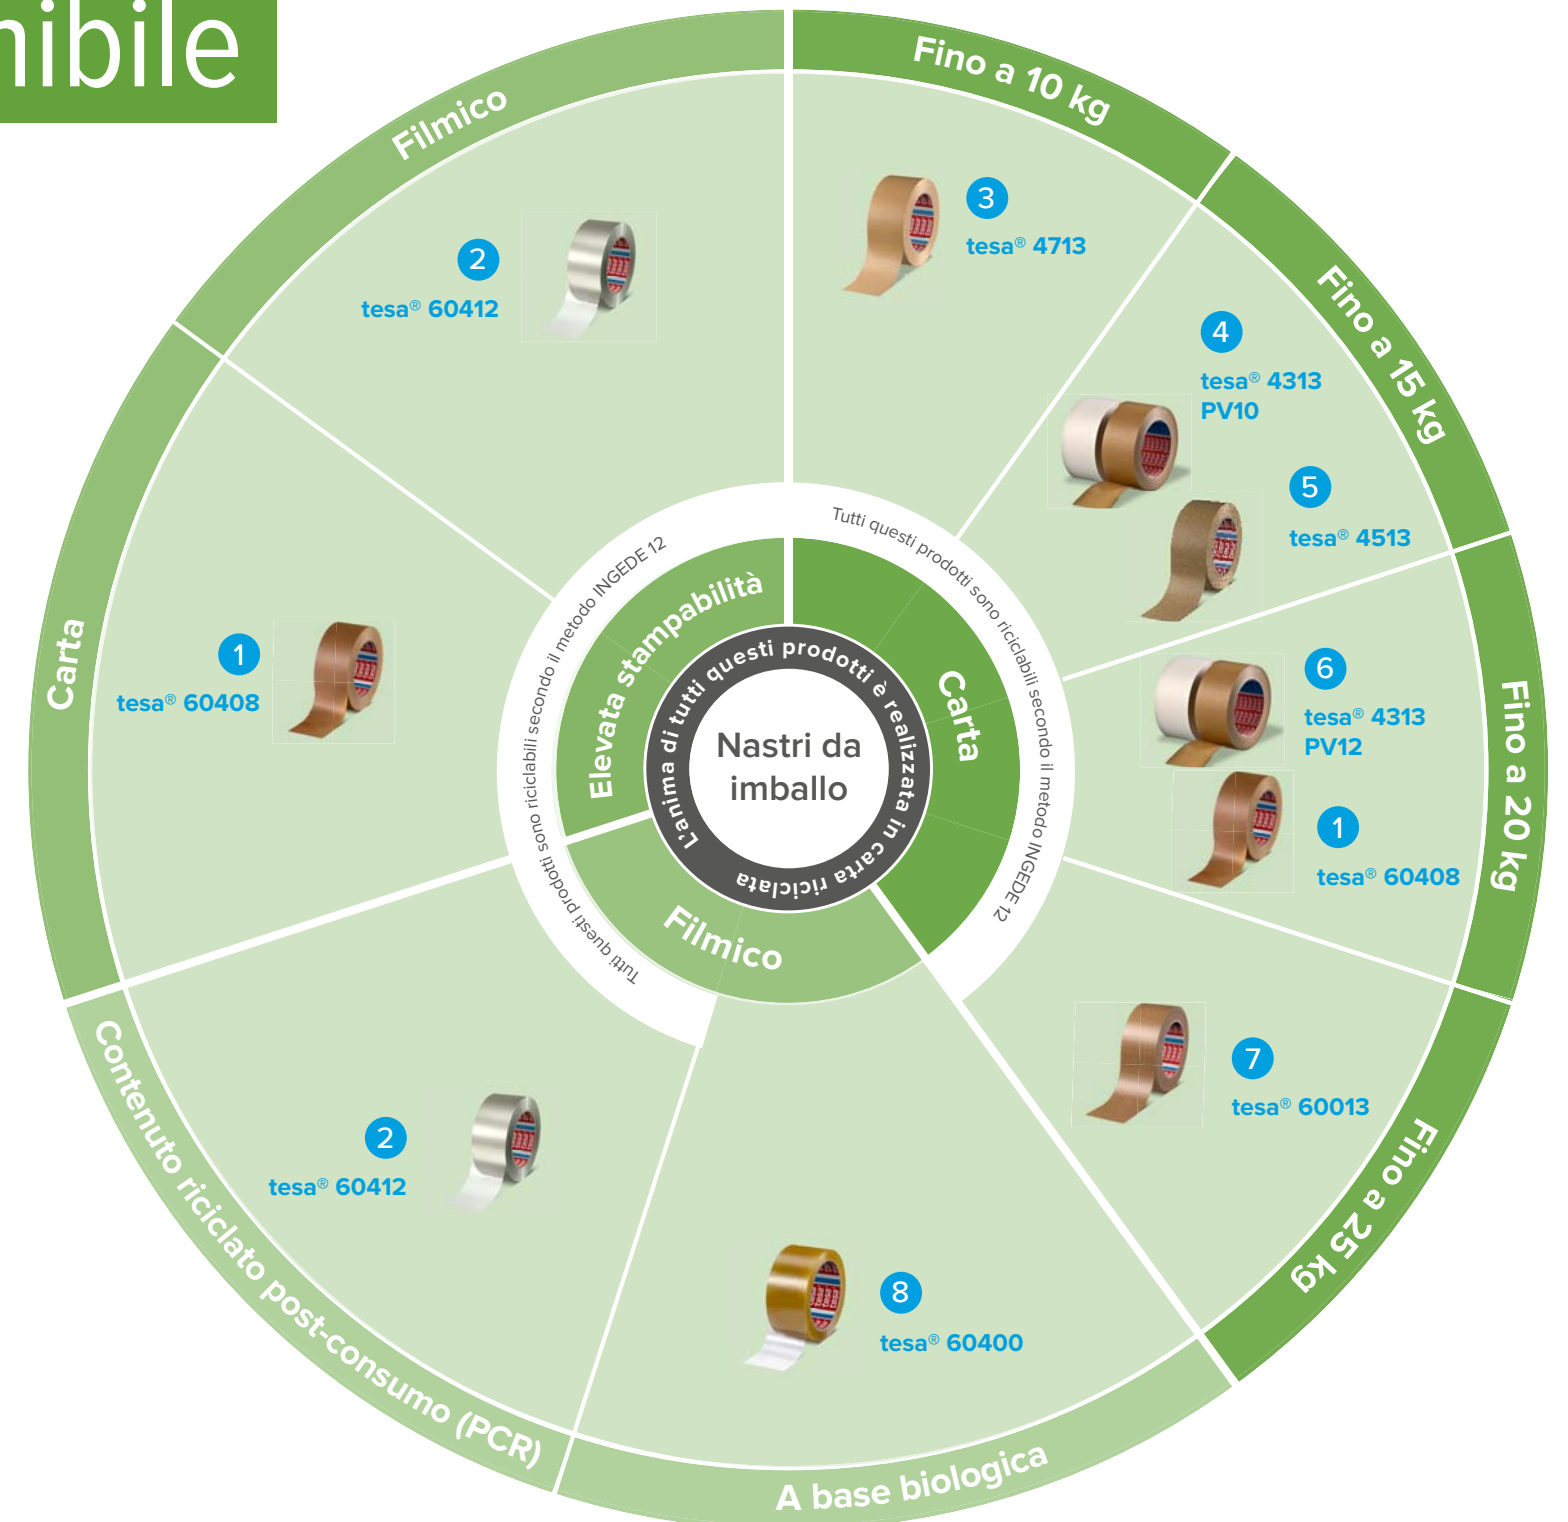 nibile
Filmico
Fino a 10 kg
Fino a 15 kg
Fino a 20 kg
Fino a 25 kg
A base biologica
Contenuto riciclato post-consumo (PCR)
Carta
2
tesa® 60412
3
tesa® 4713
4
tesa® 4313
PV10
5
tesa® 4513
6
tesa® 4313
PV12
1
tesa® 60408
7
tesa® 60013
8
tesa® 60400
2
tesa® 60412
1
tesa® 60408
Tutti questi prodotti sono riciclabili secondo il metodo INGEDE 12
Tutti questi prodotti sono riciclabili secondo il metodo INGEDE 12
Elevata stampabilità
Carta
Filmico
L'anima di tutti questi prodotti è realizzata in carta riciclata
Nastri da
imballo